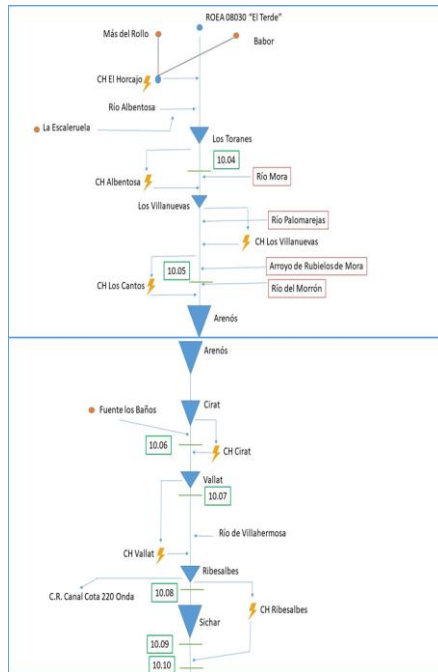 ROEA 08030 "El Terde"
Más del Rollo
Babor
CH El Horcajo
Río Albentosa
La Escaleruela
Los Toranes
10.04
CH Albentosa
Río Mora
Los Villanuevas
Río Palomarejas
CH Los Villanuevas
Arroyo de Rubielos de Mora
10.05
CH Los Cantos
Río del Morrón
Arenós
Arenós
Cirat
Fuente los Baños
10.06
CH Cirat
Vallat
10.07
Río de Villahermosa
CH Vallat
Ribesalbes
C.R. Canal Cota 220 Onda
10.08
CH Ribesalbes
Sichar
10.09
10.10